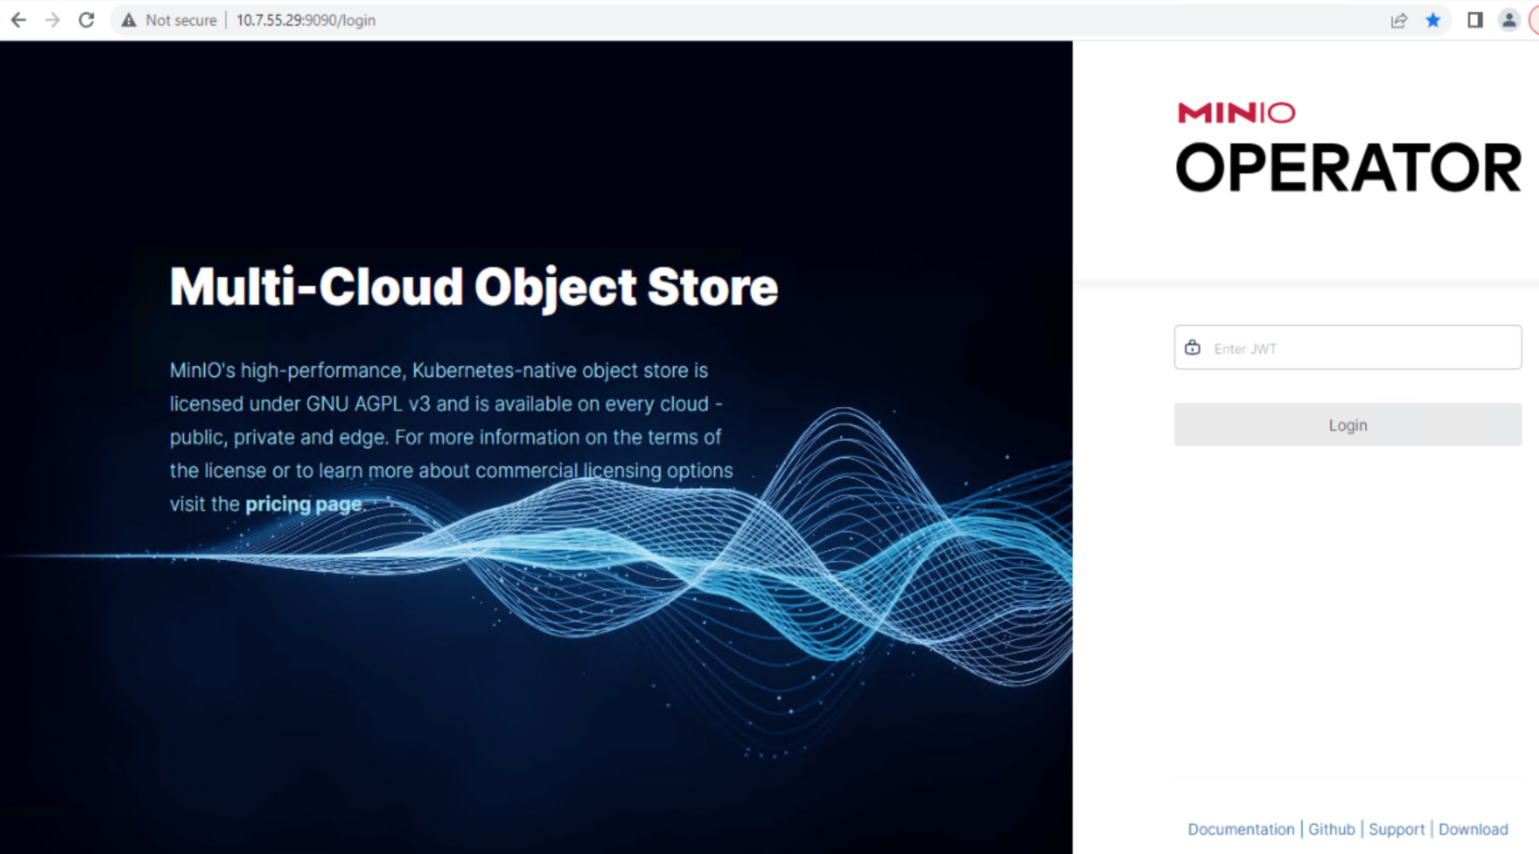 Not secure | 10.7.55.29:9090/login
MINIO
OPERATOR
Multi-Cloud Object Store
MinIO's high-performance, Kubernetes-native object store is
licensed under GNU AGPL v3 and is available on every cloud -
public, private and edge. For more information on the terms of
the license or to learn more about commercial licensing options
visit the pricing page.
Enter JWT
Login
Documentation | Github | Support | Download